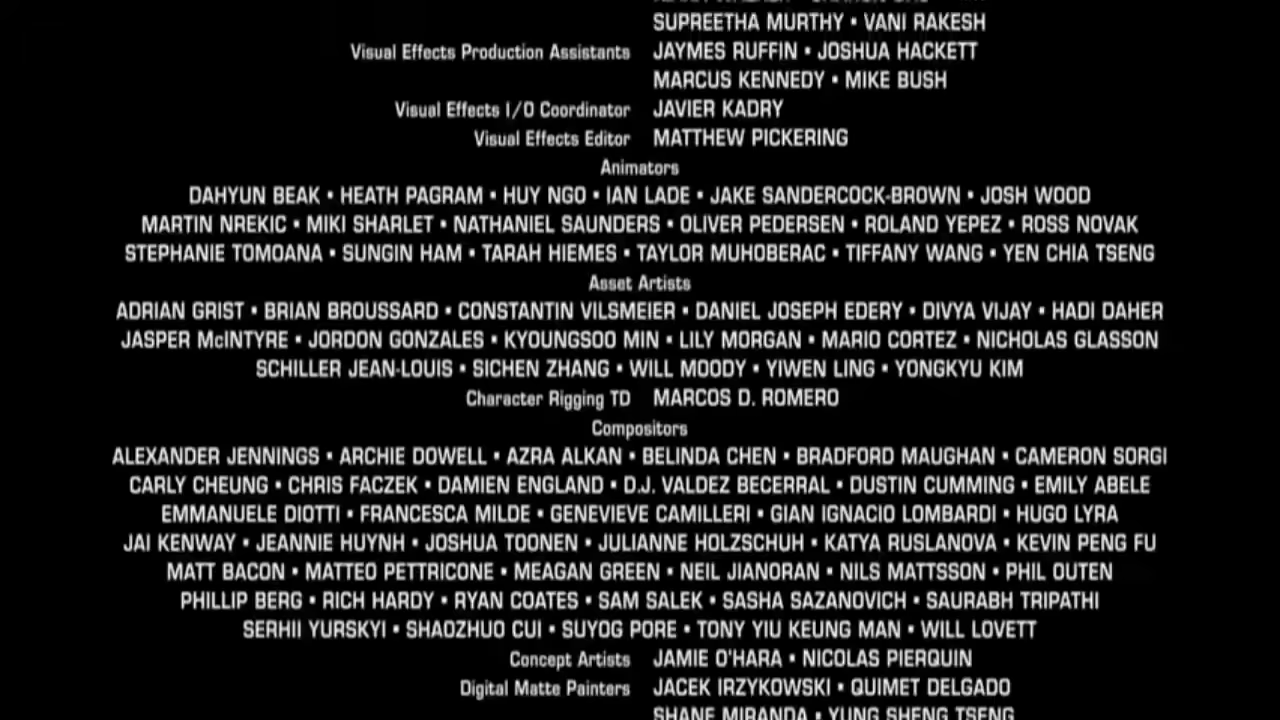 SUPREETHA MURTHY ▪ VANI RAKESH
Visual Effects Production Assistants JAYMES RUFFIN ▪ JOSHUA HACKETT
MARCUS KENNEDY ▪ MIKE BUSH
Visual Effects I/O Coordinator JAVIER KADRY
Visual Effects Editor MATTHEW PICKERING
Animators
DAHYUN BEAK ▪ HEATH PAGRAM ▪ HUY NGO ▪ IAN LADE ▪ JAKE SANDERCOCK-BROWN ▪ JOSH WOOD
MARTIN NREKIC ▪ MIKI SHARLET ▪ NATHANIEL SAUNDERS ▪ OLIVER PEDERSEN ▪ ROLAND YEPEZ ▪ ROSS NOVAK
STEPHANIE TOMOANA ▪ SUNGIN HAM ▪ TARAH HIEMES ▪ TAYLOR MUHOBERAC ▪ TIFFANY WANG ▪ YEN CHIA TSENG
Asset Artists
ADRIAN GRIST ▪ BRIAN BROUSSARD ▪ CONSTANTIN VILSMEIER ▪ DANIEL JOSEPH EDERY ▪ DIVYA VIJAY ▪ HADI DAHER
JASPER McINTYRE ▪ JORDON GONZALES ▪ KYOUNGSOO MIN ▪ LILY MORGAN ▪ MARIO CORTEZ ▪ NICHOLAS GLASSON
SCHILLER JEAN-LOUIS ▪ SICHEN ZHANG ▪ WILL MOODY ▪ YIWEN LING ▪ YONGKYU KIM
Character Rigging TD MARCOS D. ROMERO
Compositors
ALEXANDER JENNINGS ▪ ARCHIE DOWELL ▪ AZRA ALKAN ▪ BELINDA CHEN ▪ BRADFORD MAUGHAN ▪ CAMERON SORGI
CARLY CHEUNG ▪ CHRIS FACZEK ▪ DAMIEN ENGLAND ▪ D.J. VALDEZ BECERRAL ▪ DUSTIN CUMMING ▪ EMILY ABELE
EMMANUELE DIOTTI ▪ FRANCESCA MILDE ▪ GENEVIEVE CAMILLERI ▪ GIAN IGNACIO LOMBARDI ▪ HUGO LYRA
JAI KENWAY ▪ JEANNIE HUYNH ▪ JOSHUA TOONEN ▪ JULIANNE HOLZSCHUH ▪ KATYA RUSLANOVA ▪ KEVIN PENG FU
MATT BACON ▪ MATTEO PETTRICONE ▪ MEAGAN GREEN ▪ NEIL JIANORAN ▪ NILS MATTSSON ▪ PHIL OUTEN
PHILLIP BERG ▪ RICH HARDY ▪ RYAN COATES ▪ SAM SALEK ▪ SASHA SAZANOVICH ▪ SAURABH TRIPATHI
SERHII YURSKYI ▪ SHAOZHUO CUI ▪ SUYOG PORE ▪ TONY YIU KEUNG MAN ▪ WILL LOVETT
Concept Artists JAMIE O'HARA ▪ NICOLAS PIERQUIN
Digital Matte Painters JACEK IRZYKOWSKI ▪ QUIMET DELGADO
SHANE MIRANDA ▪ YUNG SHENG TSENG